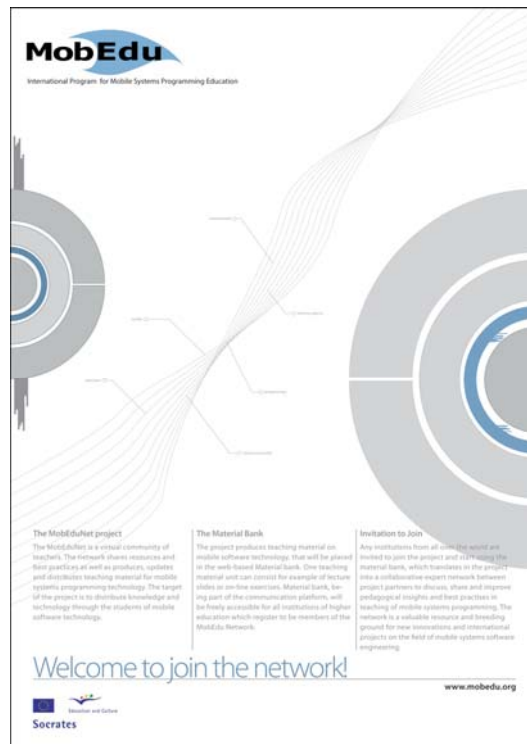 MobEdu
International Program for Mobile Systems Programming Education
The MobEduNet project
The MobEduNet is a virtual community of
teachers. The network shares resources and
best practices as well as produces, updates
and distributes teaching material for mobile
systems programming technology. The target
of the project is to distribute knowledge and
technology through the students of mobile
software technology.
The Material Bank
The project produces teaching material on
mobile software technology, that will be placed
in the web-based Material bank. One teaching
material unit can consist for example of lecture
slides or on-line exercises. Material bank, be-
ing part of the communication platform, will
be freely accessible for all institutions of higher
education which register to be members of the
MobEdu Network.
Invitation to Join
Any institutions from all over the world are
invited to join the project and start using the
material bank, which translates in the project
into a collaborative expert network between
project partners to discuss, share and improve
pedagogical insights and best practises in
teaching of mobile systems programming. The
network is a valuable resource and breeding
ground for new innovations and international
projects on the field of mobile systems software
engineering.
Welcome to join the network!
www.mobedu.org
Education and Culture
Socrates